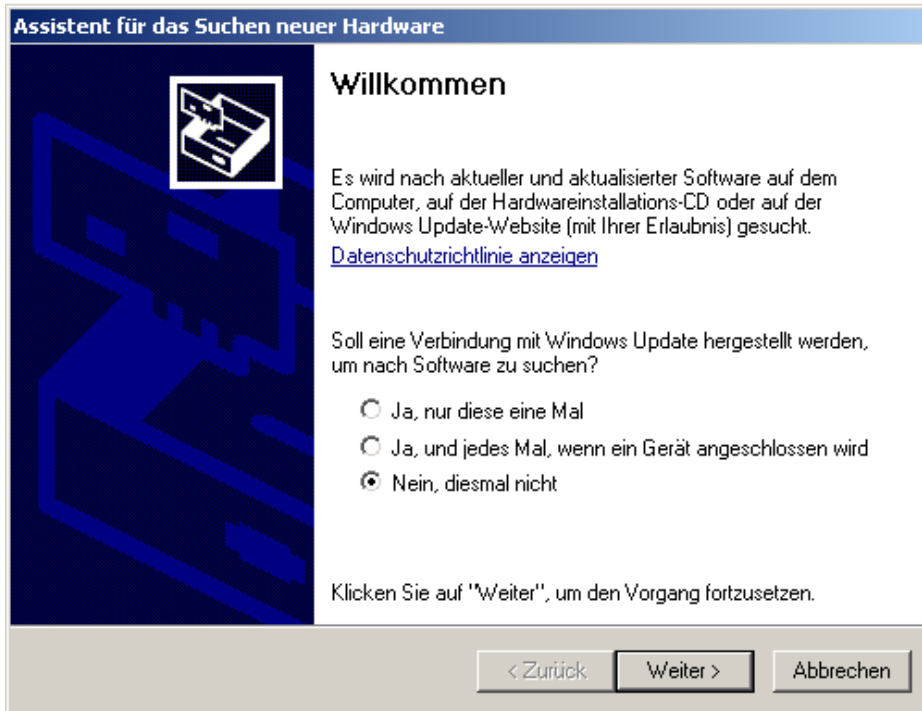 Assistent für das Suchen neuer Hardware
Willkommen
Es wird nach aktueller und aktualisierter Software auf dem
Computer, auf der Hardwareinstallations-CD oder auf der
Windows Update-Website (mit Ihrer Erlaubnis) gesucht.
Datenschutzrichtlinie anzeigen
Soll eine Verbindung mit Windows Update hergestellt werden,
um nach Software zu suchen?
Ja, nur diese eine Mal
Ja, und jedes Mal, wenn ein Gerät angeschlossen wird
Nein, diesmal nicht
Klicken Sie auf "Weiter", um den Vorgang fortzusetzen.
< Zurück Weiter > Abbrechen